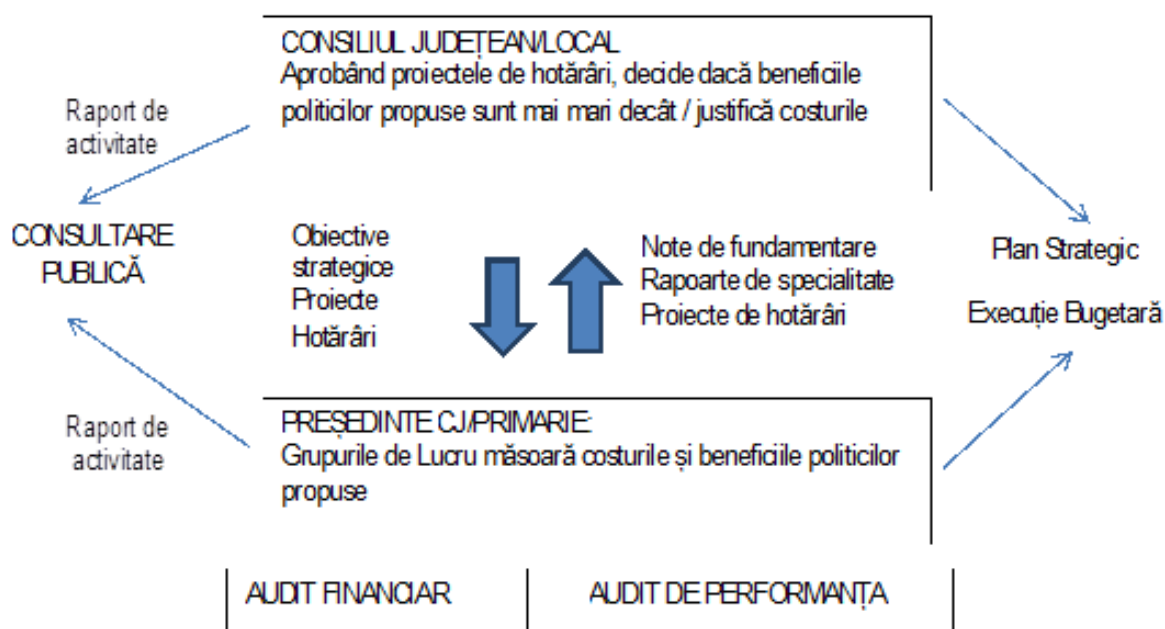 CONSILIUL JUDEȚEAN/LOCAL
Aprobând proiectele de hotărâri, decide dacă beneficiile
politicilor propuse sunt mai mari decât / justifică costurile
Raport de
activitate
CONSULTARE
PUBLICĂ
Obiective
strategice
Proiecte
Hotărâri
Note de fundamentare
Rapoarte de specialitate
Proiecte de hotărâri
Plan Strategic
Execuție Bugetară
Raport de
activitate
PREȘEDINTE CJ/PRIMARIE:
Grupurile de Lucru măsoară costurile și beneficiile politicilor
propuse
AUDIT FINANCIAR
AUDIT DE PERFORMANȚA